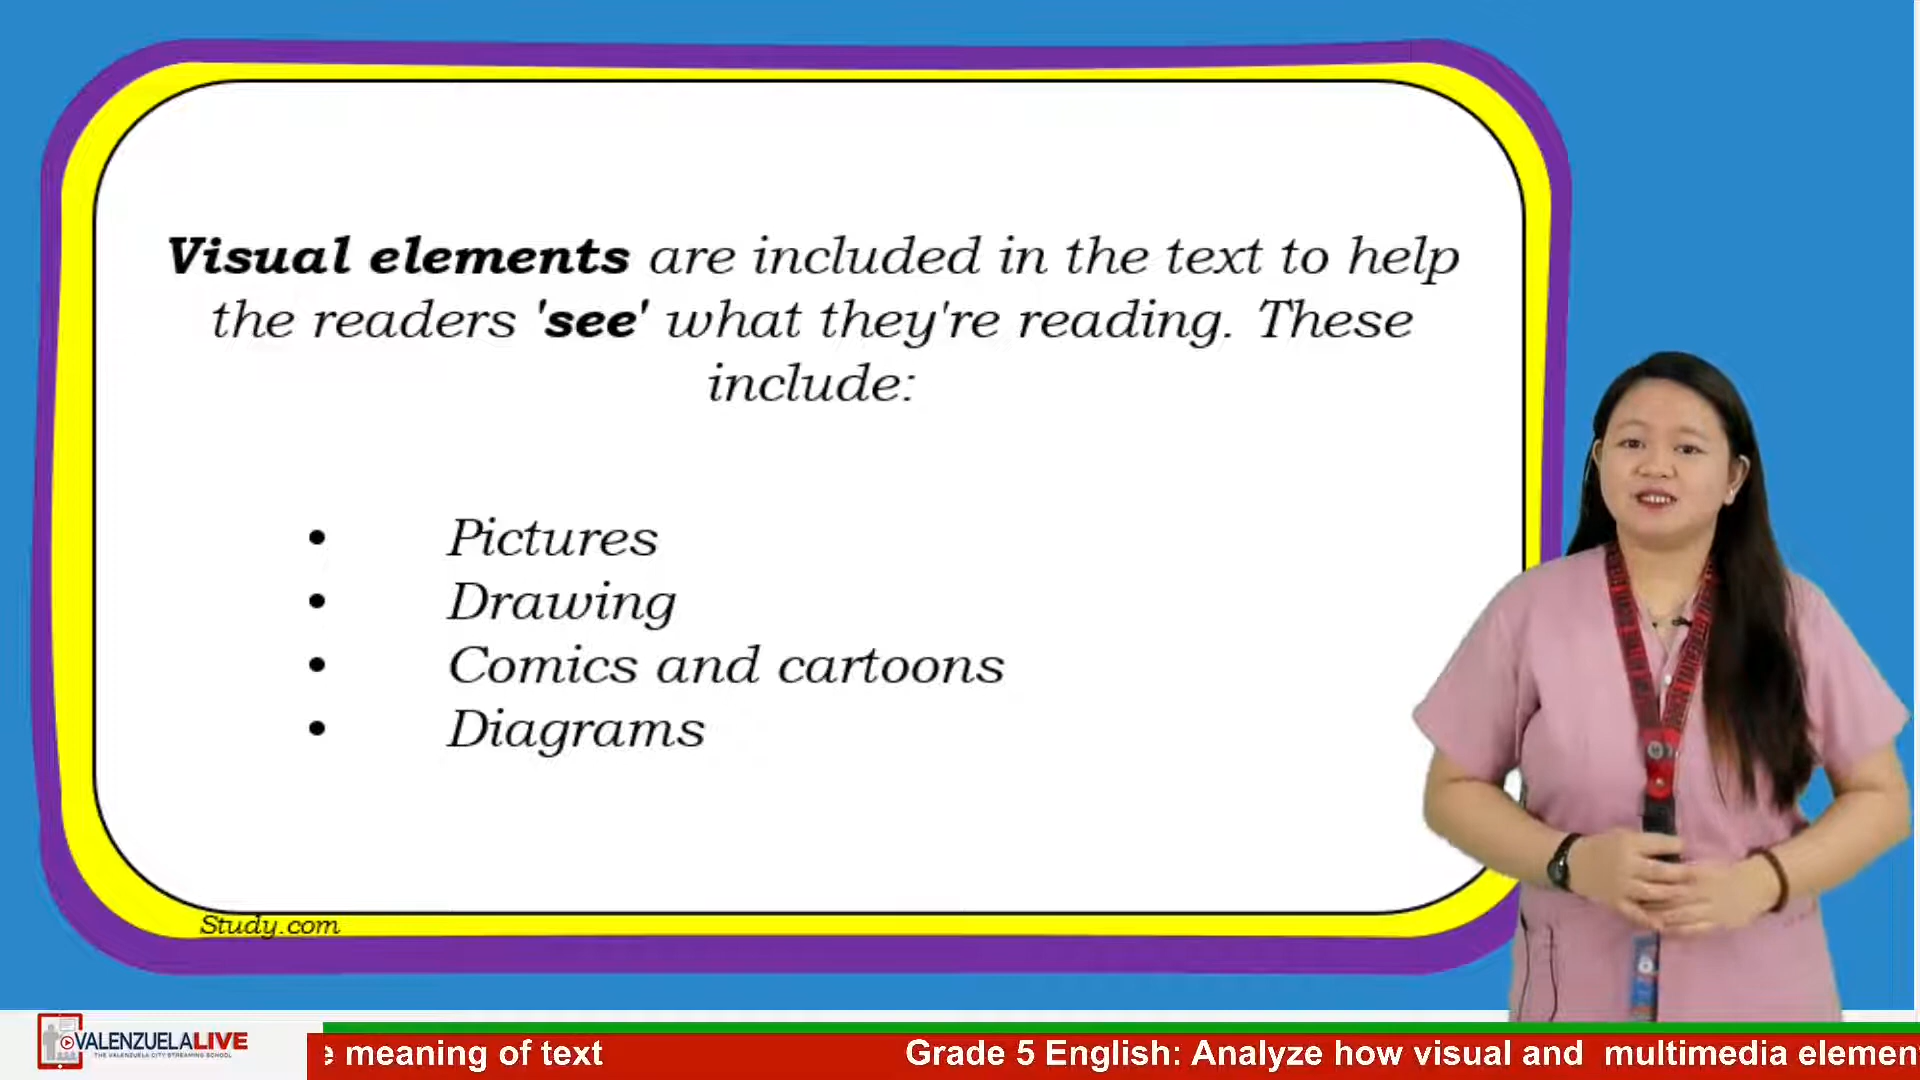 Visual elements are included in the text to help
the readers 'see' what they're reading. These
include:
• Pictures
• Drawing
• Comics and cartoons
• Diagrams
Study.com
VALENZUELALIVE
THE VALENZUELA CITY STREAMING SCHOOL
meaning of text
Grade 5 English: Analyze how visual and multimedia elemen